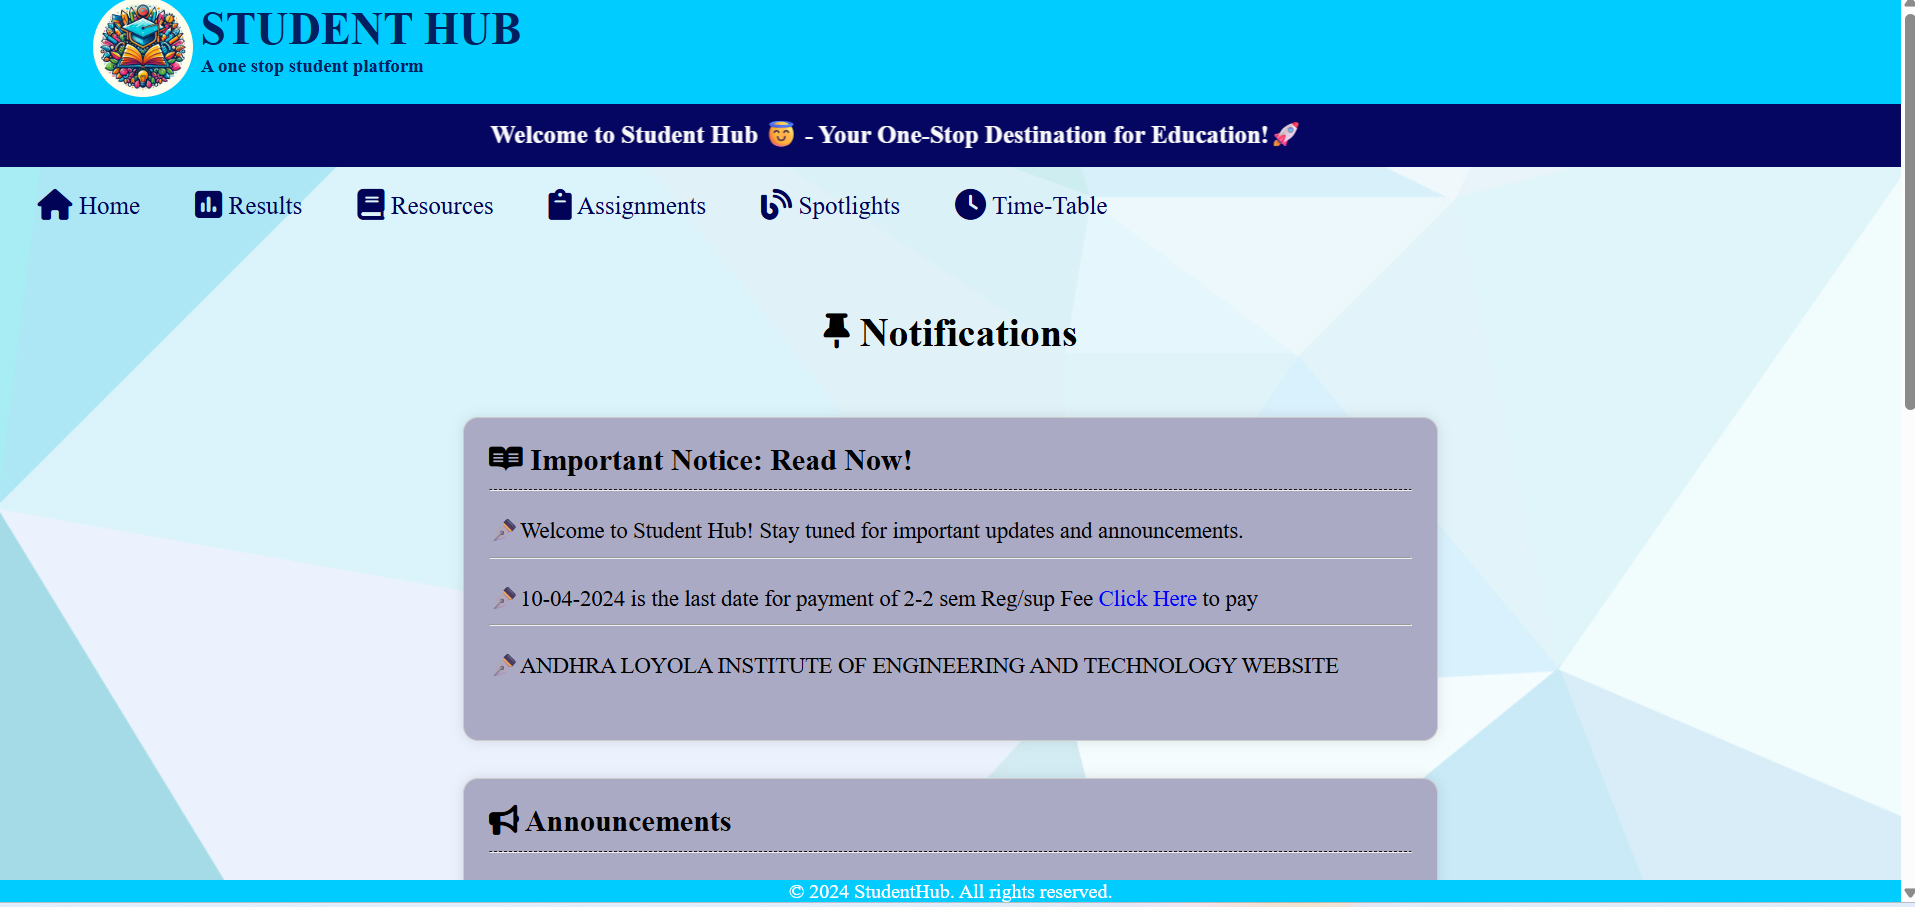 STUDENT HUB
A one stop student platform
Welcome to Student Hub 😇 - Your One-Stop Destination for Education!🚀
Home Results Resources Assignments Spotlights Time-Table
Notifications
Important Notice: Read Now!
Welcome to Student Hub! Stay tuned for important updates and announcements.
10-04-2024 is the last date for payment of 2-2 sem Reg/sup Fee Click Here to pay
ANDHRA LOYOLA INSTITUTE OF ENGINEERING AND TECHNOLOGY WEBSITE
Announcements
© 2024 StudentHub. All rights reserved.